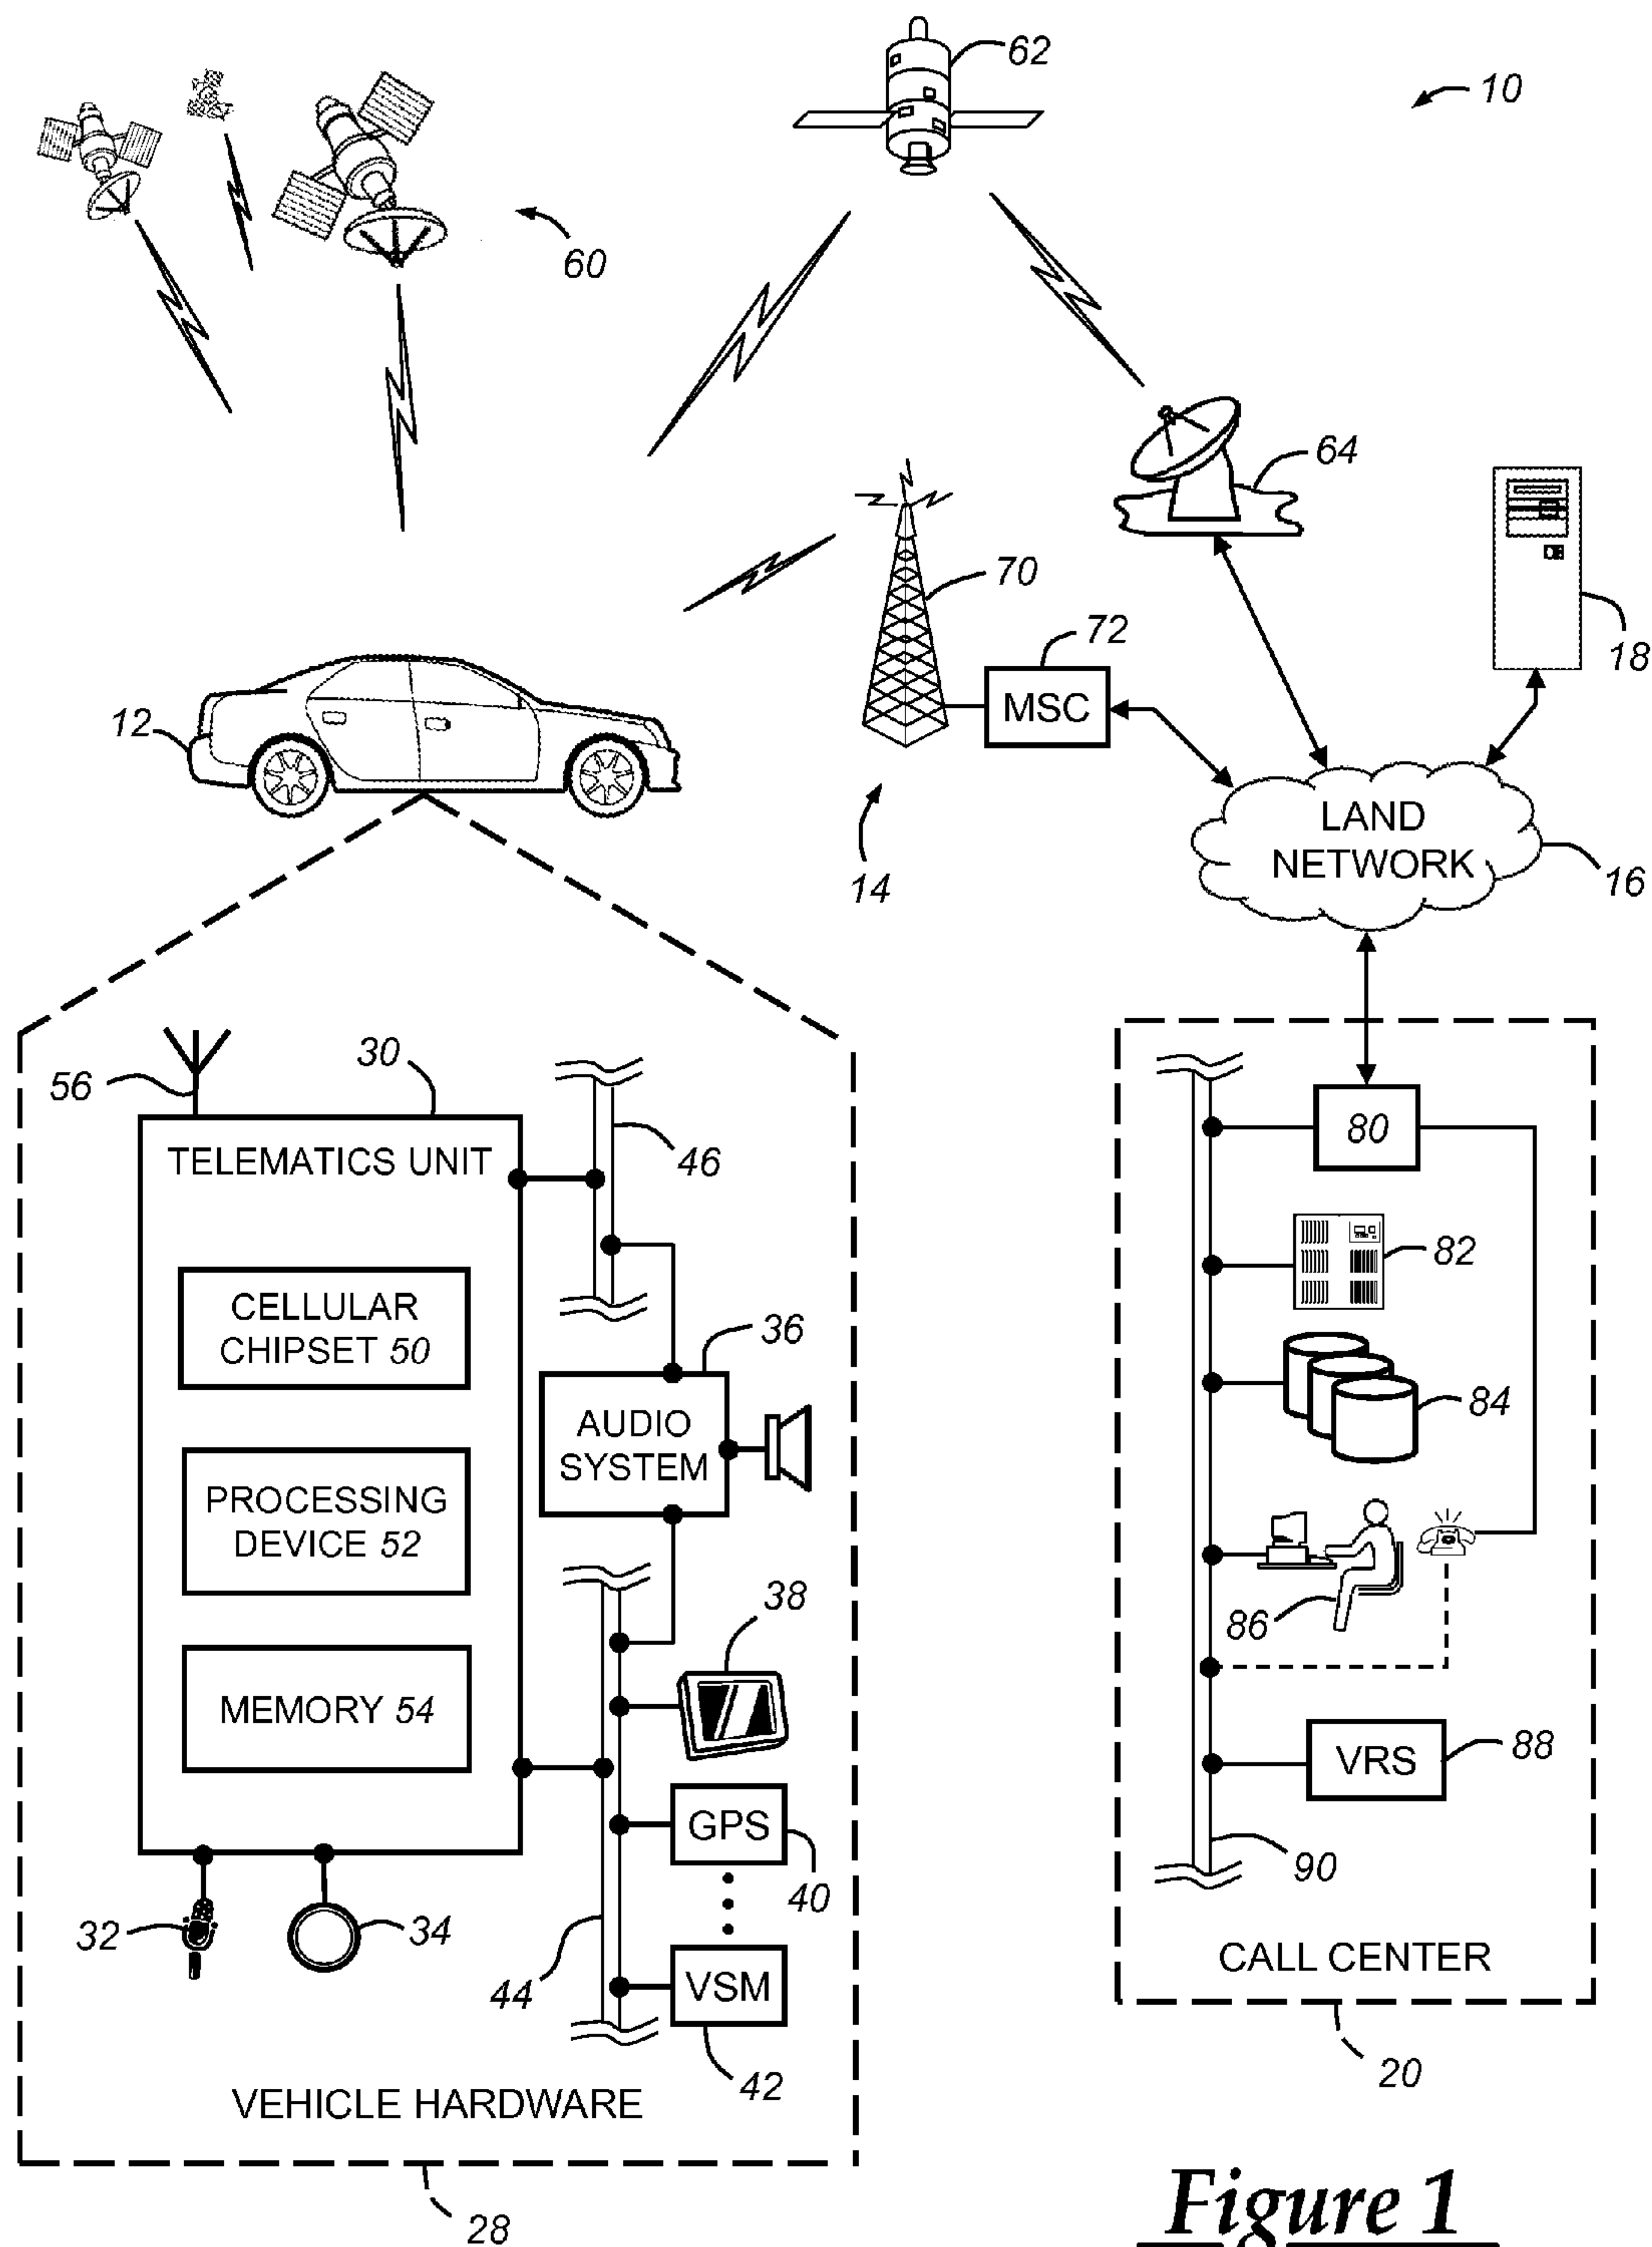 62
10
60
64
70
72
18
MSC
12
LAND
NETWORK
16
14
30
56
TELEMATICS UNIT
46
80
CELLULAR
CHIPSET 50
82
36
AUDIO
SYSTEM
84
PROCESSING
DEVICE 52
38
86
MEMORY 54
VRS
88
GPS
40
90
32
34
44
VSM
CALL CENTER
42
20
VEHICLE HARDWARE
28
Figure 1